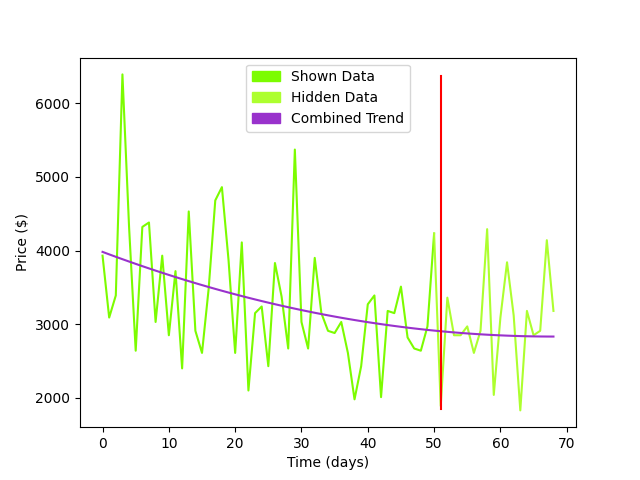 Shown Data
Hidden Data
Combined Trend
Price ($)
6000
5000
4000
3000
2000
0 10 20 30 40 50 60 70
Time (days)